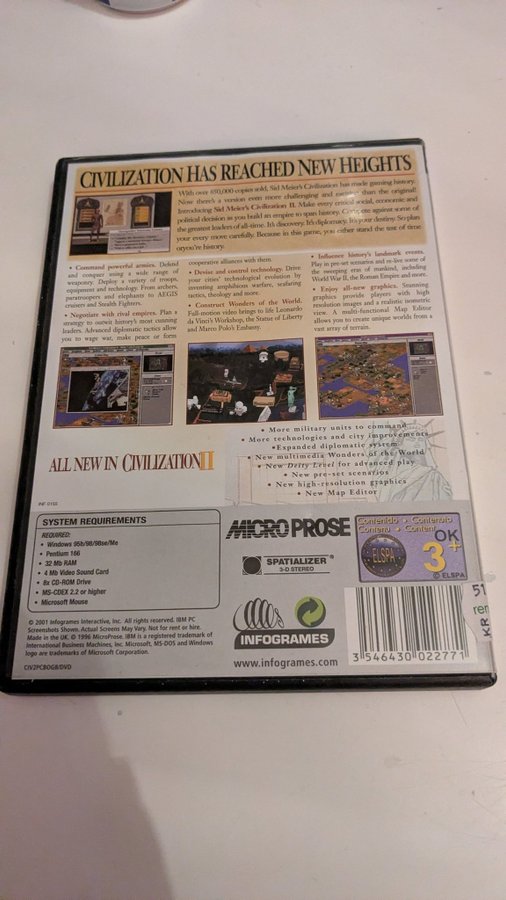 CIVILIZATION HAS REACHED NEW HEIGHTS
With over 850,000 copies sold, Sid Meier's Civilization has made gaming history.
Now there's a version even more challenging and exciting than the original!
Introducing Sid Meier's Civilization II. Make every critical social, economic and
political decision as you build an empire to span history. Compete against some of
the greatest leaders of all-time. It's discovery. It's diplomacy. It's your destiny. So plan
your every move carefully. Because in this game, you either stand the test of time
or you're history.
• Command powerful armies. Defend
and conquer using a wide range of
weaponry. Deploy a variety of troops,
equipment and technology. From archers,
paratroopers and elephants to AEGIS
cruisers and Stealth Fighters.
• Negotiate with rival empires. Plan a
strategy to outwit history's most cunning
leaders. Advanced diplomatic tactics allow
you to wage war, make peace or form
cooperative alliances with them.
• Devise and control technology. Drive
your cities' technological evolution by
inventing amphibious warfare, scaftaring
tactics, theology and more.
• Construct Wonders of the World.
Full-motion video brings to life Leonardo
da Vinci's Workshop, the Statue of Liberty
and Marco Polo's Embassy.
• Influence history's landmark events.
Play in pre-set scenarios and re-live some of
the sweeping eras of mankind, including
World War II, the Roman Empire and more.
• Enjoy all-new graphics. Stunning
graphics provide players with high
resolution images and a realistic isometric
view. A multi-functional Map Editor
allows you to create unique worlds from a
vast array of terrain.
ALL NEW IN CIVILIZATION II
• More military units to command
• More technologies and city improvements
• Expanded diplomatic system
• New multimedia Wonders of the World
• New Deity Level for advanced play
• New pre-set scenarios
• New high-resolution graphics
• New Map Editor
SYSTEM REQUIREMENTS
REQUIRED:
• Windows 95b/98/98se/Me
• Pentium 166
• 32 Mb RAM
• 4 Mb Video Sound Card
• 8x CD-ROM Drive
• MS-CDEX 2.2 or higher
• Microsoft Mouse
© 2001 Infogrames Interactive, Inc. All rights reserved. IBM PC
Screenshots Shown. Actual Screens May Vary. Not for rent or hire.
Made in the UK. © 1996 MicroProse. IBM is a registered trademark of
International Business Machines, Inc. Microsoft, MS-DOS and Windows
logo are trademarks of Microsoft Corporation.
CIV2PCBOGB/DVD
MICROPROSE
SPATIALIZER®
3-D STEREO
INFOGRAMES
www.infogrames.com
Contenido • Contenuto
Contenu • Content
ELSPA
OK
3+
© ELSPA
3 546430 022771
51
ren
KR